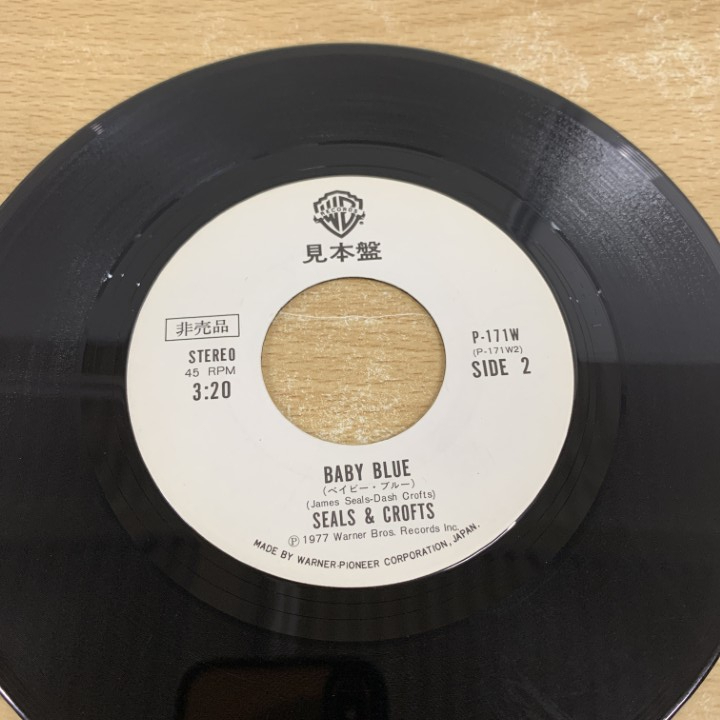 RECORDS
見本盤
非売品
STEREO
45 RPM
3:20
P-171W
(P-171W2)
SIDE 2
BABY BLUE
(ベイビー・ブルー)
(James Seals-Dash Crofts)
SEALS & CROFTS
Ⓟ 1977 Warner Bros. Records Inc.
MADE BY WARNER-PIONEER CORPORATION, JAPAN.